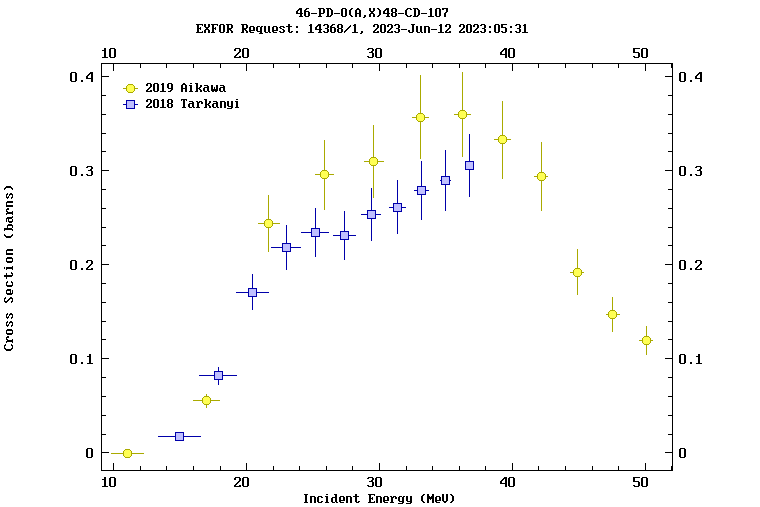 46-PD-0(A,X)48-CD-107
EXFOR Request: 14368/1, 2023-Jun-12 2023:05:31
10 20 30 40 50
0.4 0.4
2019 Aikawa
2018 Tarkanyi
0.3 0.3
Cross Section (barns)
0.2 0.2
0.1 0.1
0 0
10 20 30 40 50
Incident Energy (MeV)